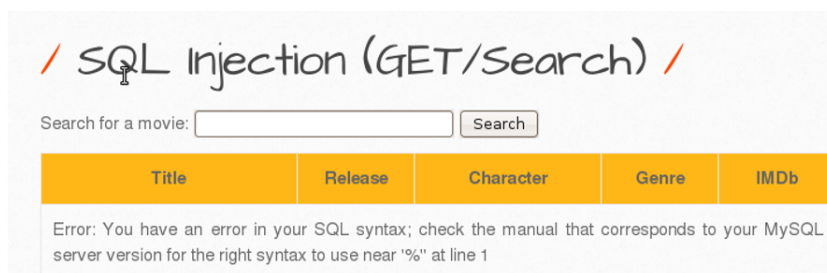 / SQL Injection (GET/Search) /
Search for a movie: Search
Title Release Character Genre IMDb
Error: You have an error in your SQL syntax; check the manual that corresponds to your MySQL
server version for the right syntax to use near '%'' at line 1